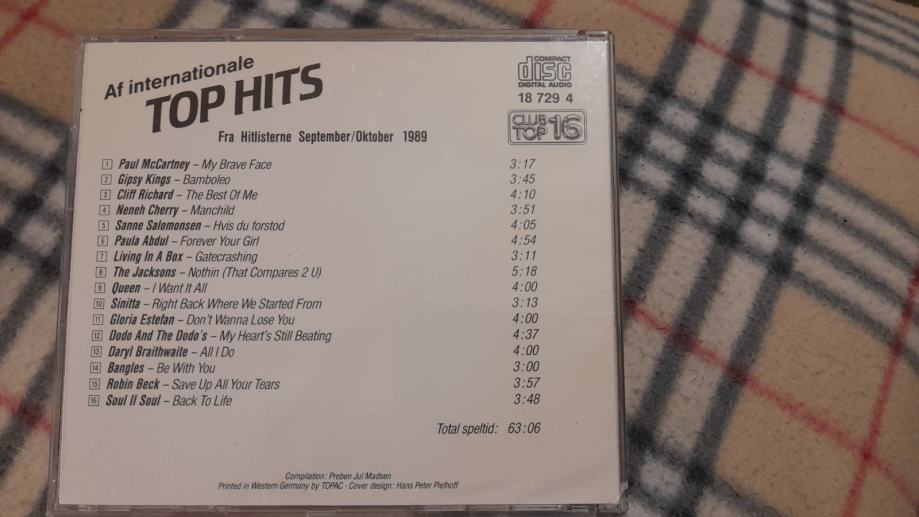 Af internationale
TOP HITS
COMPACT
disc
DIGITAL AUDIO
18 729 4
CLUB
TOP 16
Fra Hitlisterne September/Oktober 1989
1 Paul McCartney – My Brave Face 3:17
2 Gipsy Kings – Bamboleo 3:45
3 Cliff Richard – The Best Of Me 4:10
4 Neneh Cherry – Manchild 3:51
5 Sanne Salomonsen – Hvis du forstod 4:05
6 Paula Abdul – Forever Your Girl 4:54
7 Living In A Box – Gatecrashing 3:11
8 The Jacksons – Nothin (That Compares 2 U) 5:18
9 Queen – I Want It All 4:00
10 Sinitta – Right Back Where We Started From 3:13
11 Gloria Estefan – Don't Wanna Lose You 4:00
12 Dodo And The Dodo's – My Heart's Still Beating 4:37
13 Daryl Braithwaite – All I Do 4:00
14 Bangles – Be With You 3:00
15 Robin Beck – Save Up All Your Tears 3:57
16 Soul II Soul – Back To Life 3:48
Total speltid: 63:06
Compilation: Preben Jul Madsen
Printed in Western Germany by TOPAC · Cover design: Hans Peter Pielhoff